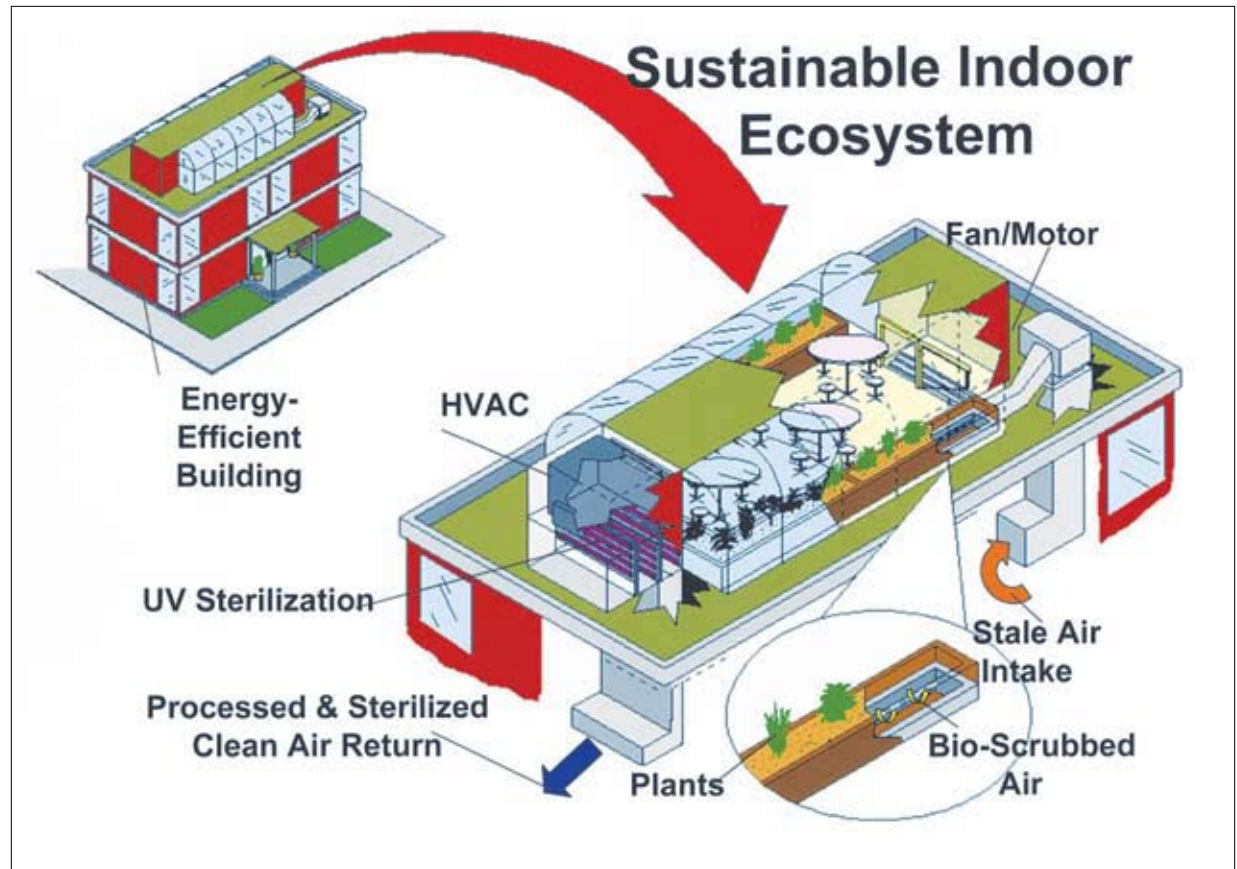 Sustainable Indoor
Ecosystem
Fan/Motor
Energy-
Efficient
Building
HVAC
UV Sterilization
Stale Air
Intake
Processed & Sterilized
Clean Air Return
Bio-Scrubbed
Air
Plants